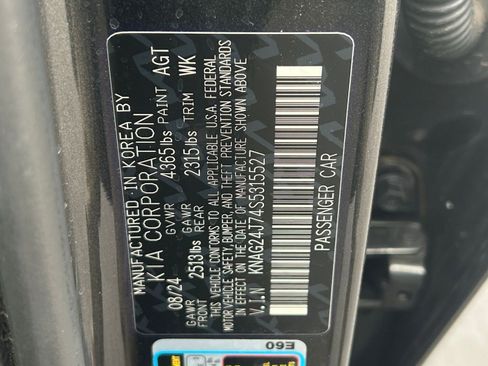 MANUFACTURED IN KOREA BY
KIA CORPORATION
08/24 GVWR 4365lbs PAINT AGT
GAWR FRONT 2513lbs GAWR REAR 2315lbs TRIM WK
THIS VEHICLE CONFORMS TO ALL APPLICABLE U.S.A. FEDERAL
MOTOR VEHICLE SAFETY, BUMPER, AND THEFT PREVENTION STANDARDS
IN EFFECT ON THE DATE OF MANUFACTURE SHOWN ABOVE
V.I.N KNAG24J74S5315527
PASSENGER CAR
E60